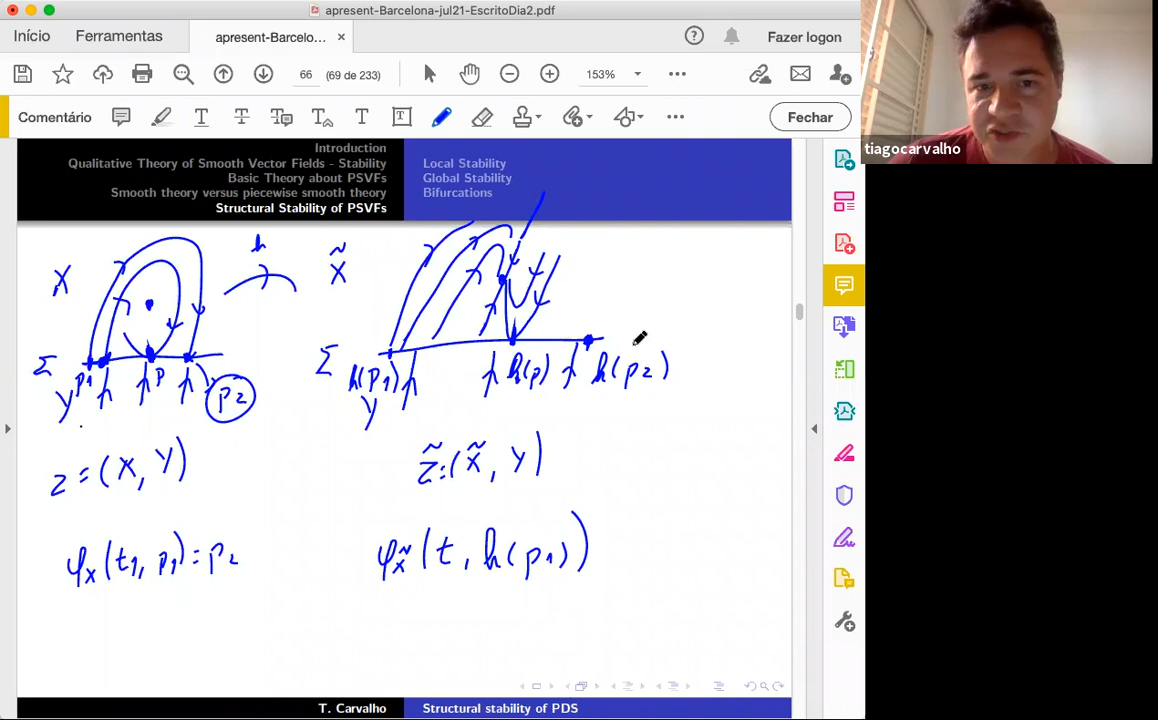 apresent-Barcelona-jul21-EscritoDia2.pdf
Início Ferramentas apresent-Barcelo... × Fazer logon
66 (69 de 233) 153%
Comentário Fechar
tiagocarvalho
Introduction
Qualitative Theory of Smooth Vector Fields - Stability
Basic Theory about PSVFs
Smooth theory versus piecewise smooth theory
Structural Stability of PSVFs
Local Stability
Global Stability
Bifurcations
X h X̃
Σ p1 p p2 Σ h(p1) h(p) h(p2)
Y Y
z = (X, Y) z̃ = (X̃, Y)
φx(t1, p1) = p2 φx̃(t, h(p1))
T. Carvalho Structural stability of PDS